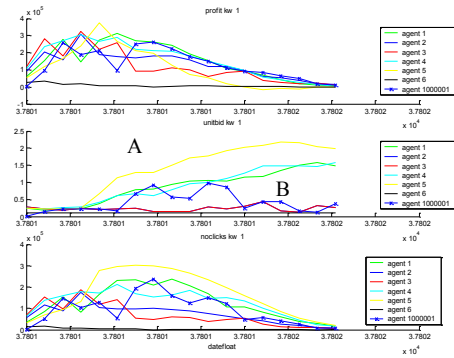 profit kw 1
x 10^5
4
3
2
1
0
-1
3.7801 3.7801 3.7801 3.7801 3.7801 3.7802 3.7802 3.7802 3.7802
x 10^4
agent 1
agent 2
agent 3
agent 4
agent 5
agent 6
agent 1000001
unitbid kw 1
2.5
2
1.5
1
0.5
0
A
B
3.7801 3.7801 3.7801 3.7801 3.7801 3.7802 3.7802 3.7802 3.7802
x 10^4
agent 1
agent 2
agent 3
agent 4
agent 5
agent 6
agent 1000001
noclicks kw 1
x 10^5
4
3
2
1
0
3.7801 3.7801 3.7801 3.7801 3.7801 3.7802 3.7802 3.7802 3.7802
datefloat
x 10^4
agent 1
agent 2
agent 3
agent 4
agent 5
agent 6
agent 1000001